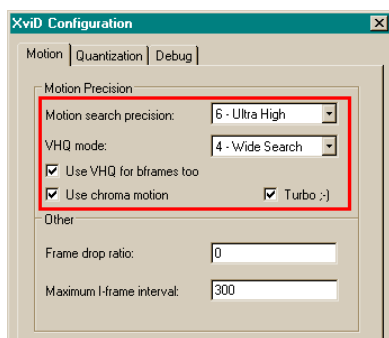 XviD Configuration
Motion Quantization Debug
Motion Precision
Motion search precision: 6 - Ultra High
VHQ mode: 4 - Wide Search
Use VHQ for bframes too
Use chroma motion Turbo ;-)
Other
Frame drop ratio: 0
Maximum I-frame interval: 300